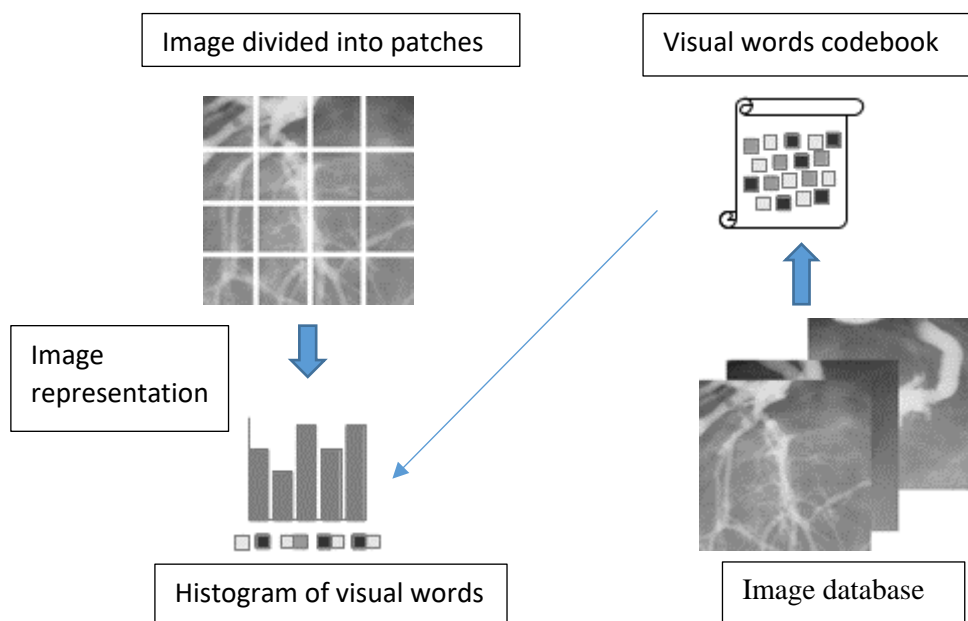 Image divided into patches
Visual words codebook
Image
representation
Histogram of visual words
Image database